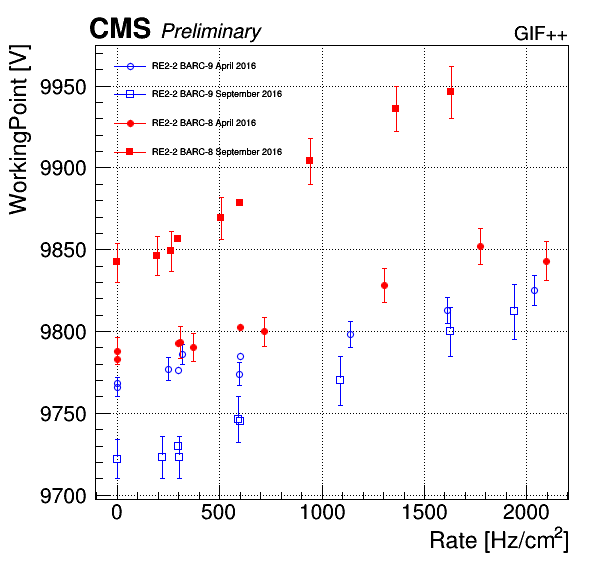 CMS Preliminary GIF++
WorkingPoint [V]
RE2-2 BARC-9 April 2016
RE2-2 BARC-9 September 2016
RE2-2 BARC-8 April 2016
RE2-2 BARC-8 September 2016
9950
9900
9850
9800
9750
9700
0 500 1000 1500 2000
Rate [Hz/cm²]